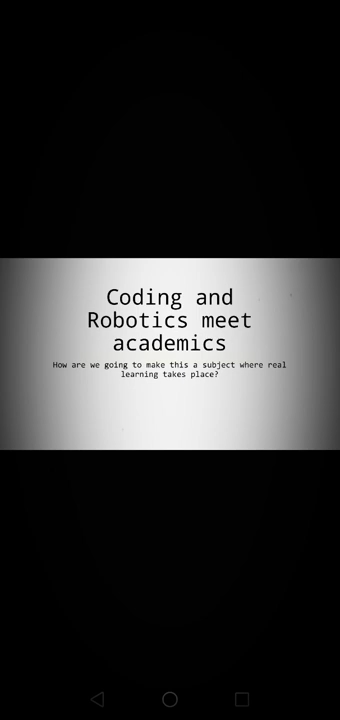 Coding and
Robotics meet
academics
How are we going to make this a subject where real
learning takes place?